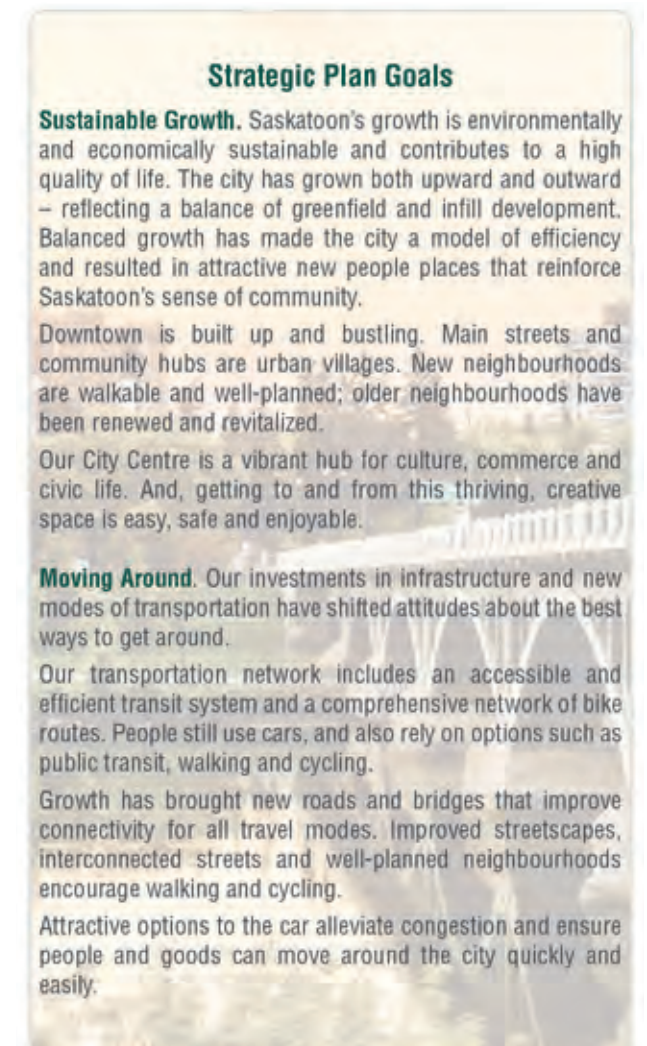 Strategic Plan Goals
Sustainable Growth. Saskatoon's growth is environmentally
and economically sustainable and contributes to a high
quality of life. The city has grown both upward and outward
– reflecting a balance of greenfield and infill development.
Balanced growth has made the city a model of efficiency
and resulted in attractive new people places that reinforce
Saskatoon's sense of community.
Downtown is built up and bustling. Main streets and
community hubs are urban villages. New neighbourhoods
are walkable and well-planned; older neighbourhoods have
been renewed and revitalized.
Our City Centre is a vibrant hub for culture, commerce and
civic life. And, getting to and from this thriving, creative
space is easy, safe and enjoyable.
Moving Around. Our investments in infrastructure and new
modes of transportation have shifted attitudes about the best
ways to get around.
Our transportation network includes an accessible and
efficient transit system and a comprehensive network of bike
routes. People still use cars, and also rely on options such as
public transit, walking and cycling.
Growth has brought new roads and bridges that improve
connectivity for all travel modes. Improved streetscapes,
interconnected streets and well-planned neighbourhoods
encourage walking and cycling.
Attractive options to the car alleviate congestion and ensure
people and goods can move around the city quickly and
easily.